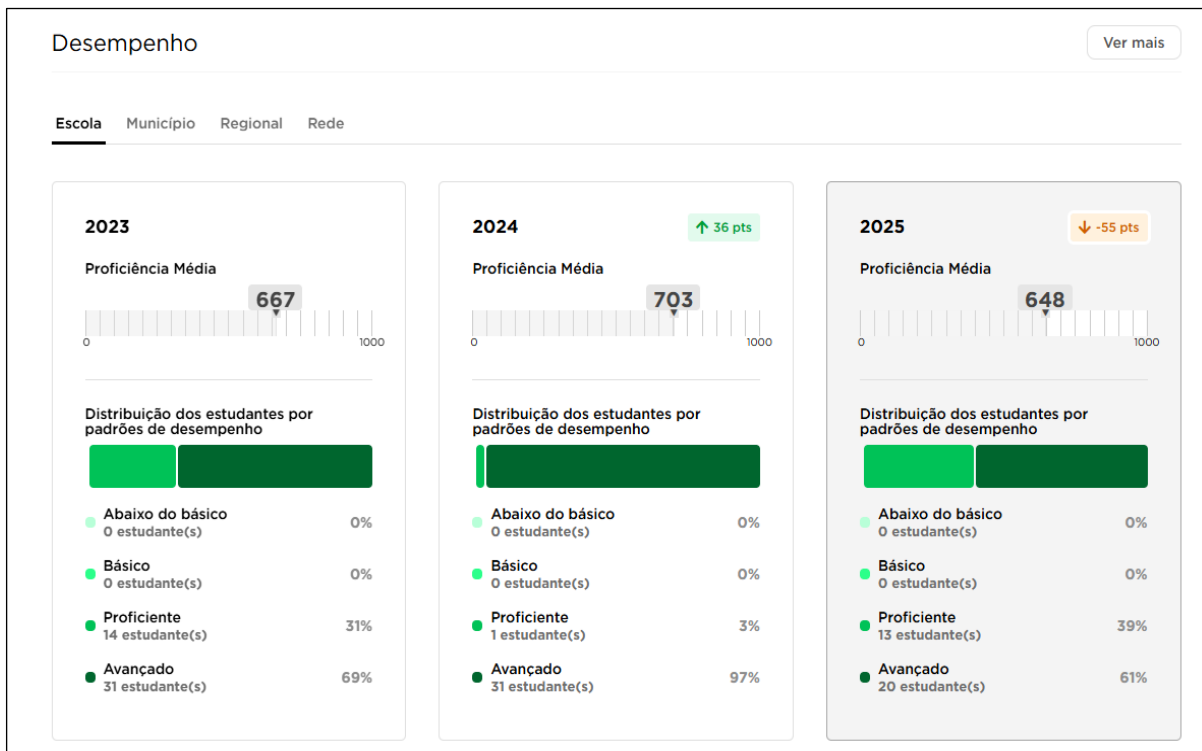 Desempenho
Ver mais
Escola Município Regional Rede
2023
Proficiência Média
667
0 1000
Distribuição dos estudantes por
padrões de desempenho
Abaixo do básico
0 estudante(s)
0%
Básico
0 estudante(s)
0%
Proficiente
14 estudante(s)
31%
Avançado
31 estudante(s)
69%
2024
↑ 36 pts
Proficiência Média
703
0 1000
Distribuição dos estudantes por
padrões de desempenho
Abaixo do básico
0 estudante(s)
0%
Básico
0 estudante(s)
0%
Proficiente
1 estudante(s)
3%
Avançado
31 estudante(s)
97%
2025
↓ -55 pts
Proficiência Média
648
0 1000
Distribuição dos estudantes por
padrões de desempenho
Abaixo do básico
0 estudante(s)
0%
Básico
0 estudante(s)
0%
Proficiente
13 estudante(s)
39%
Avançado
20 estudante(s)
61%